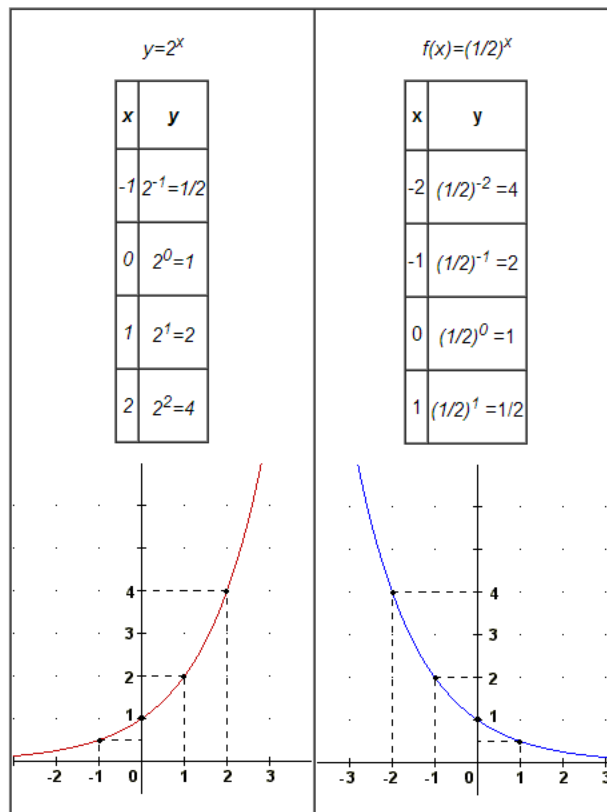 y=2^x
x y
-1 2^-1=1/2
0 2^0=1
1 2^1=2
2 2^2=4
4
3
2
1
-2 -1 0 1 2 3
f(x)=(1/2)^x
x y
-2 (1/2)^-2 =4
-1 (1/2)^-1 =2
0 (1/2)^0 =1
1 (1/2)^1 =1/2
4
3
2
1
-3 -2 -1 0 1 2 3